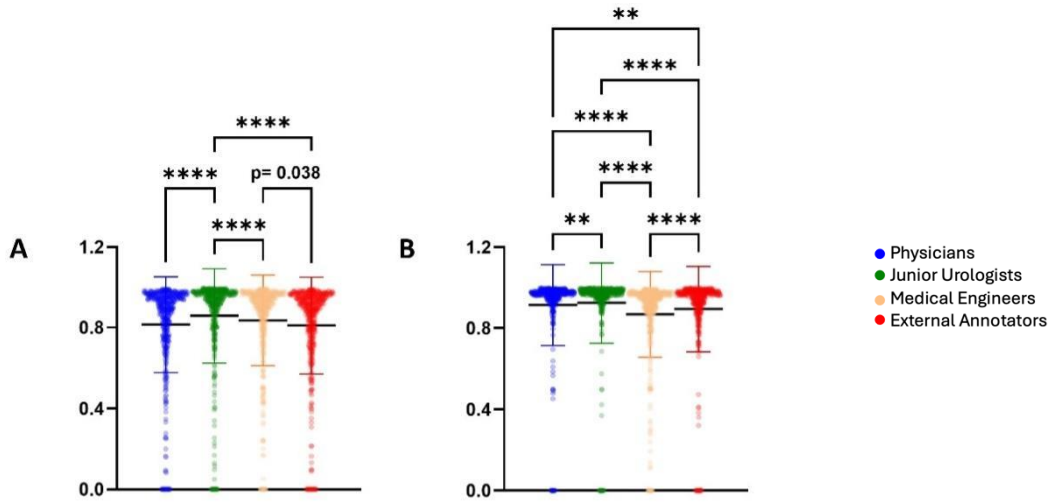 **
****
****
****
****
p= 0.038
****
****
**
****
A
B
1.2
0.8
0.4
0.0
1.2
0.8
0.4
0.0
Physicians
Junior Urologists
Medical Engineers
External Annotators